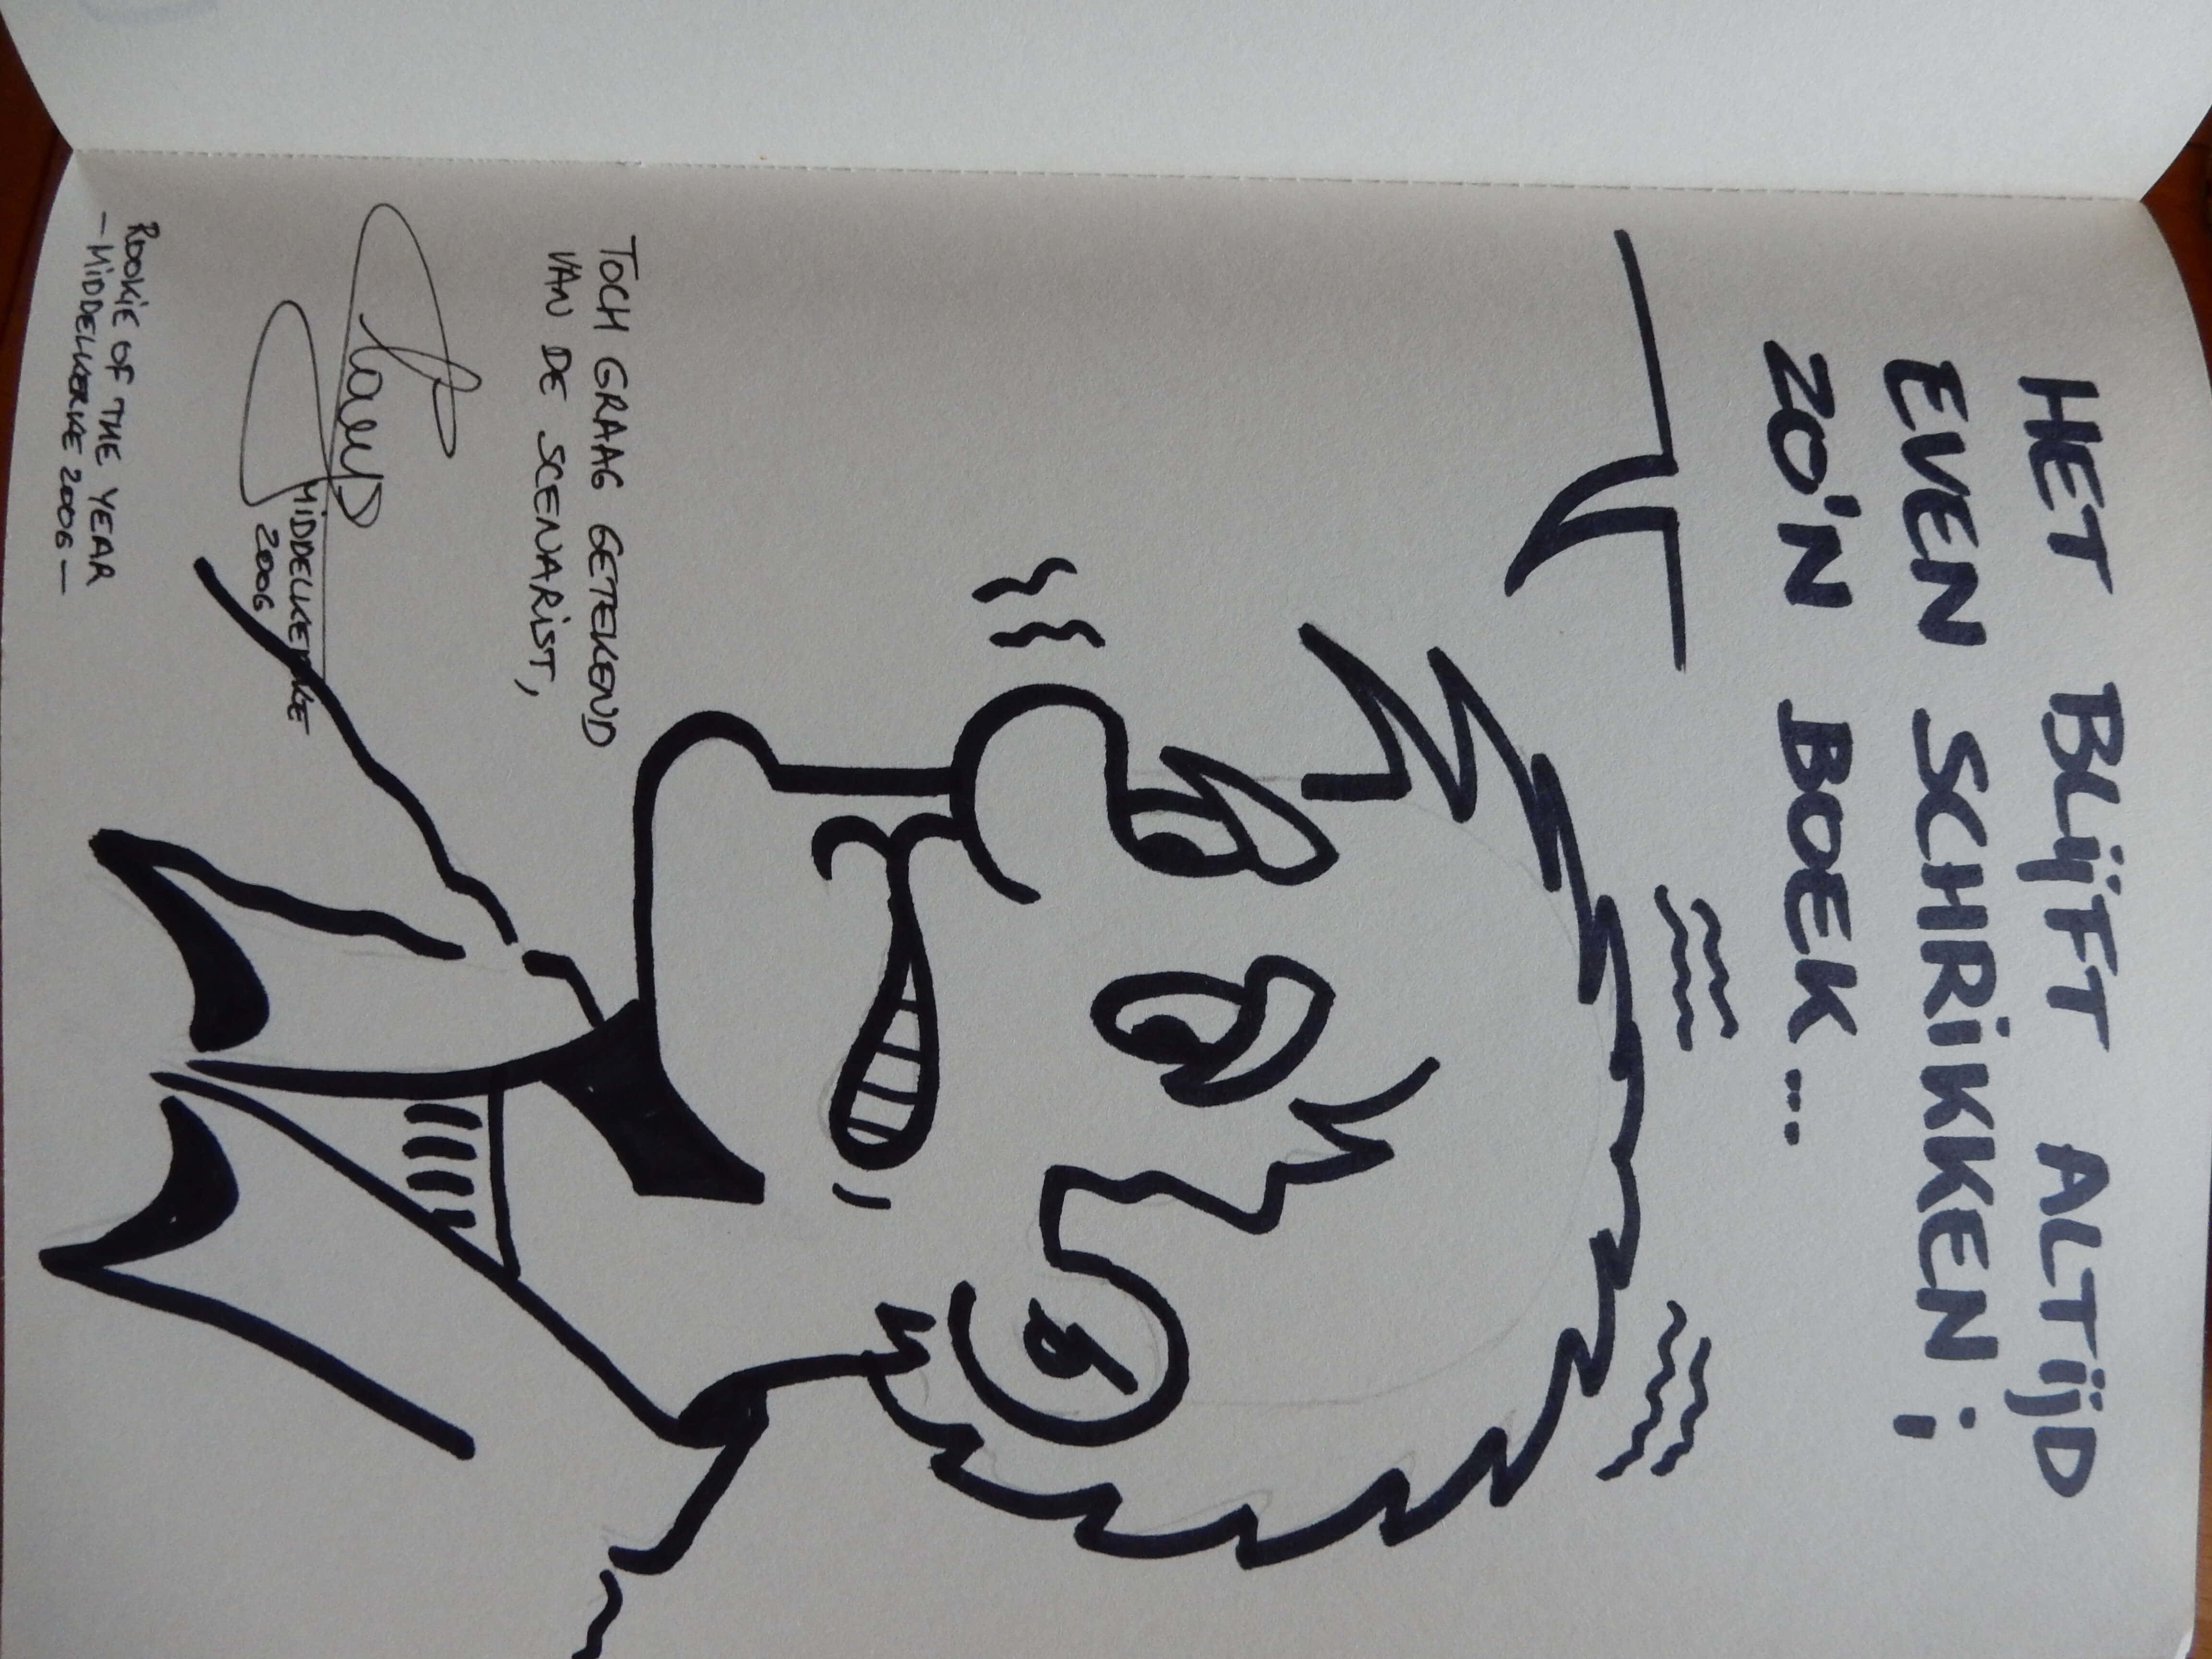 HET BLIJFT ALTIJD
EVEN SCHRIKKEN;
ZO'N BOEK...
TOCH GRAAG GETEKEND
VAN DE SCENARIST,
Clarys
MIDDELKERKE
2006
ROOKIE OF THE YEAR
- MIDDELKERKE 2006 -